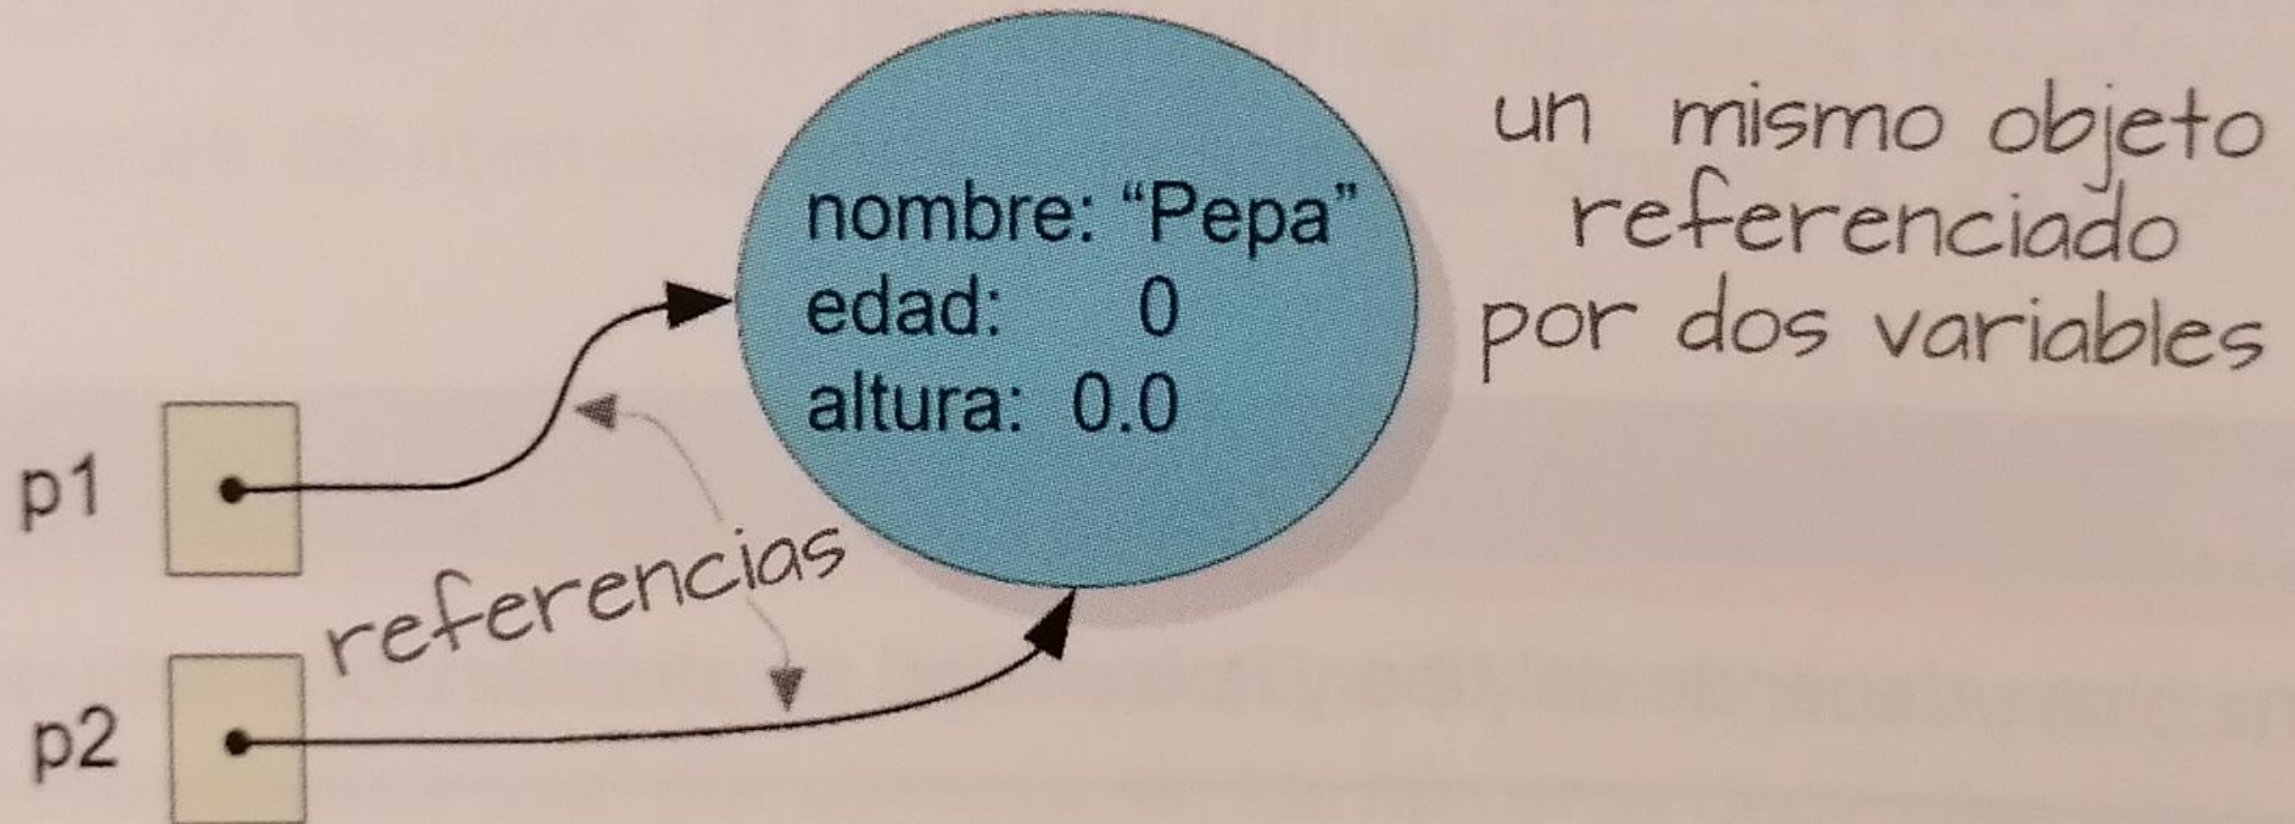 nombre: “Pepa”
edad: 0
altura: 0.0
un mismo objeto
referenciado
por dos variables
p1
referencias
p2